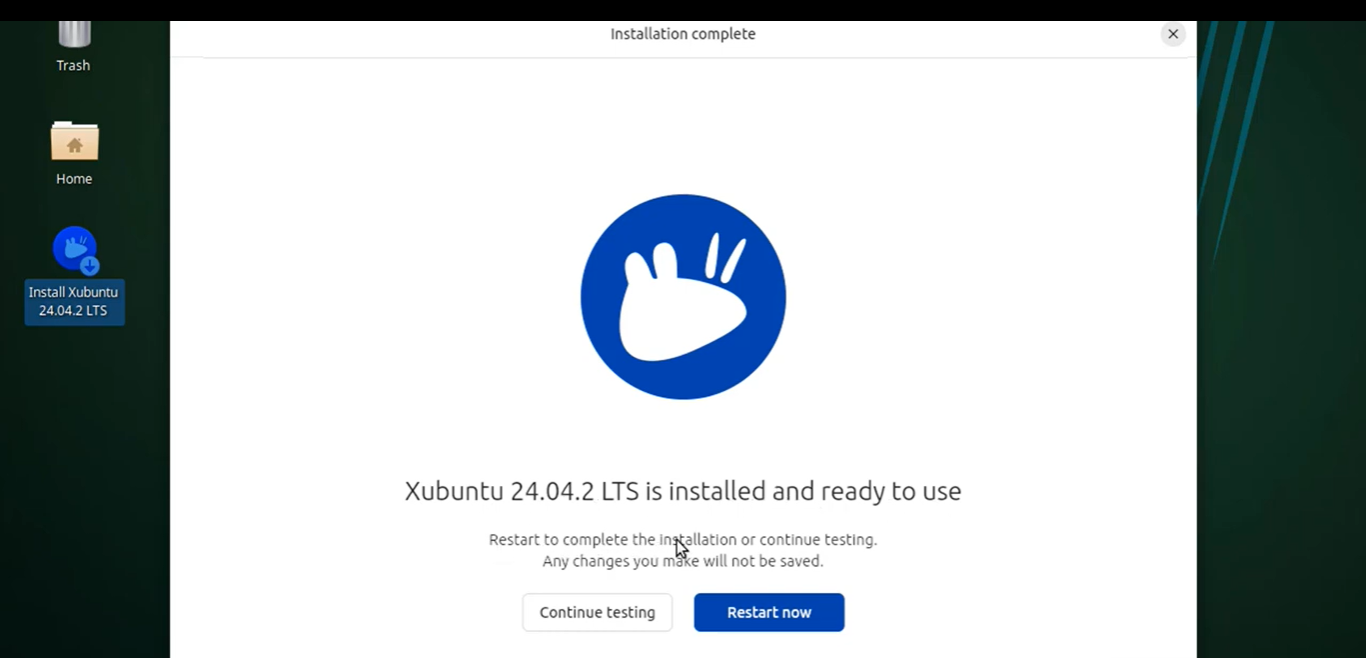 Installation complete
Trash
Home
Install Xubuntu
24.04.2 LTS
Xubuntu 24.04.2 LTS is installed and ready to use
Restart to complete the installation or continue testing.
Any changes you make will not be saved.
Continue testing
Restart now